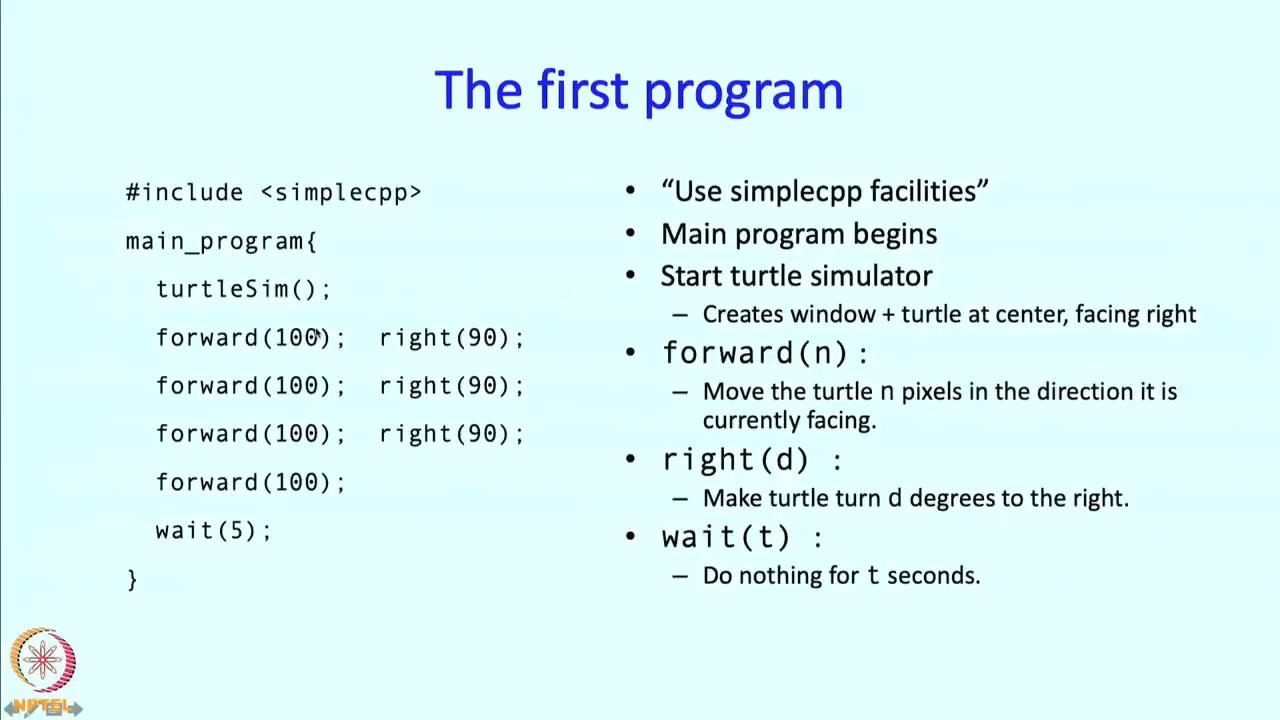 The first program
#include <simplecpp>
main_program{
turtleSim();
forward(100); right(90);
forward(100); right(90);
forward(100); right(90);
forward(100);
wait(5);
}
• “Use simplecpp facilities”
• Main program begins
• Start turtle simulator
– Creates window + turtle at center, facing right
• forward(n):
– Move the turtle n pixels in the direction it is
currently facing.
• right(d) :
– Make turtle turn d degrees to the right.
• wait(t) :
– Do nothing for t seconds.
NPTEL